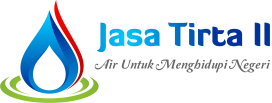 Jasa Tirta II
Air Untuk Menghidupi Negeri